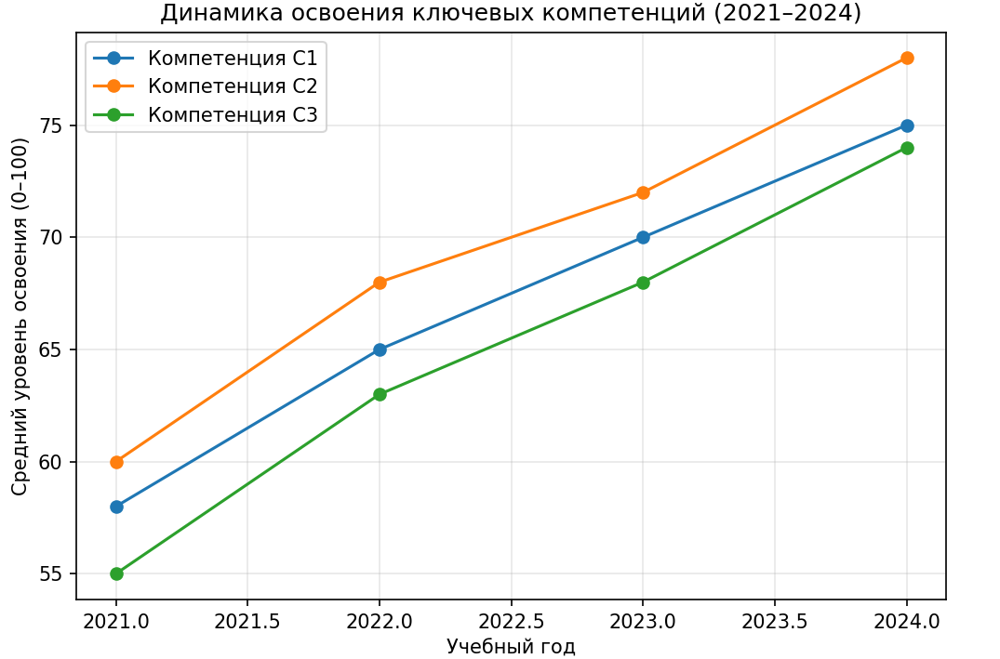 Динамика освоения ключевых компетенций (2021–2024)
Компетенция C1
Компетенция C2
Компетенция C3
Средний уровень освоения (0–100)
75
70
65
60
55
2021.0 2021.5 2022.0 2022.5 2023.0 2023.5 2024.0
Учебный год